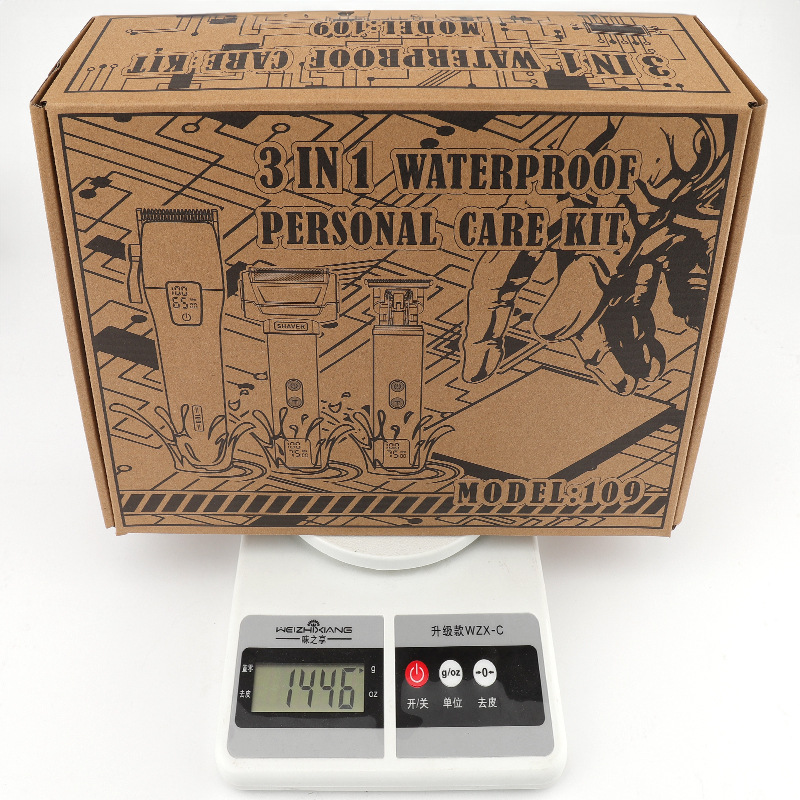 3 IN 1 WATERPROOF CARE KIT
MODEL:109
3 IN 1 WATERPROOF
PERSONAL CARE KIT
SHAVER
MODEL:109
WEIZHIXIANG
味之享
升级款WZX-C
g
1446
去皮
oz
g/oz
→0←
开/关
单位
去皮